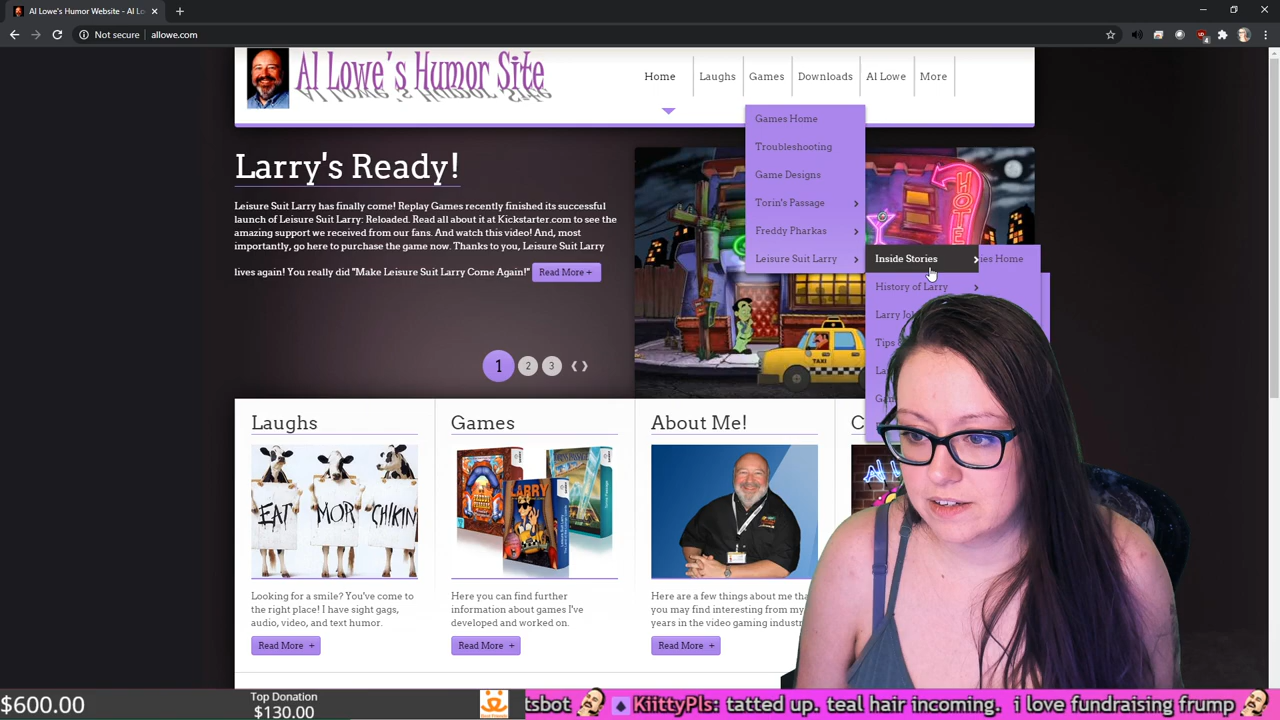 Al Lowe's Humor Website - Al Lo
Not secure | allowe.com
Al Lowe's Humor Site
Home
Laughs
Games
Downloads
Al Lowe
More
Games Home
Troubleshooting
Game Designs
Torin's Passage
Freddy Pharkas
Leisure Suit Larry
Inside Stories
ies Home
History of Larry
Tips
Larry's Ready!
Leisure Suit Larry has finally come! Replay Games recently finished its successful
launch of Leisure Suit Larry: Reloaded. Read all about it at Kickstarter.com to see the
amazing support we received from our fans. And watch this video! And, most
importantly, go here to purchase the game now. Thanks to you, Leisure Suit Larry
lives again! You really did "Make Leisure Suit Larry Come Again!" Read More +
HOTE
TAXI
1
2
3
Laughs
EAT
MOR
CHIKIN
Looking for a smile? You've come to
the right place! I have sight gags,
audio, video, and text humor.
Read More +
Games
LARRY
Here you can find further
information about games I've
developed and worked on.
Read More +
About Me!
Here are a few things about me tha
you may find interesting from my
years in the video gaming indust
Read More +
$600.00
Top Donation
$130.00
tsbot
KiittyPls: tatted up. teal hair incoming. i love fundraising frump